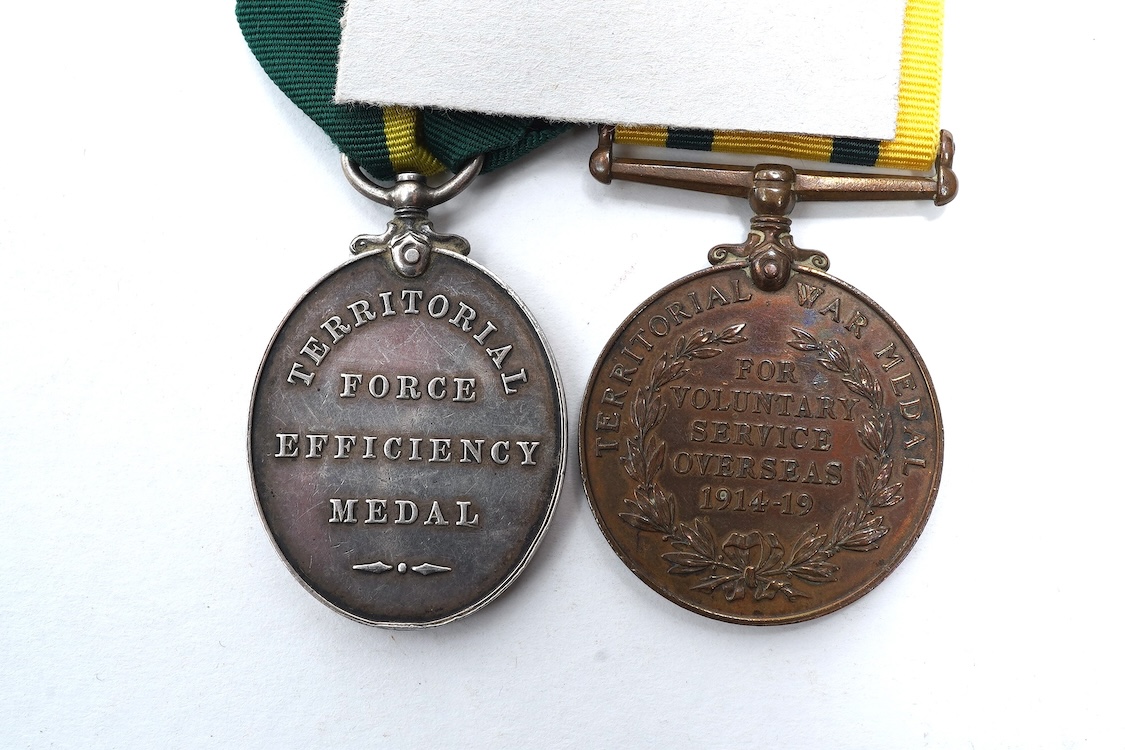 TERRITORIAL
FORCE
EFFICIENCY
MEDAL
TERRITORIAL WAR MEDAL
FOR
VOLUNTARY
SERVICE
OVERSEAS
1914-19